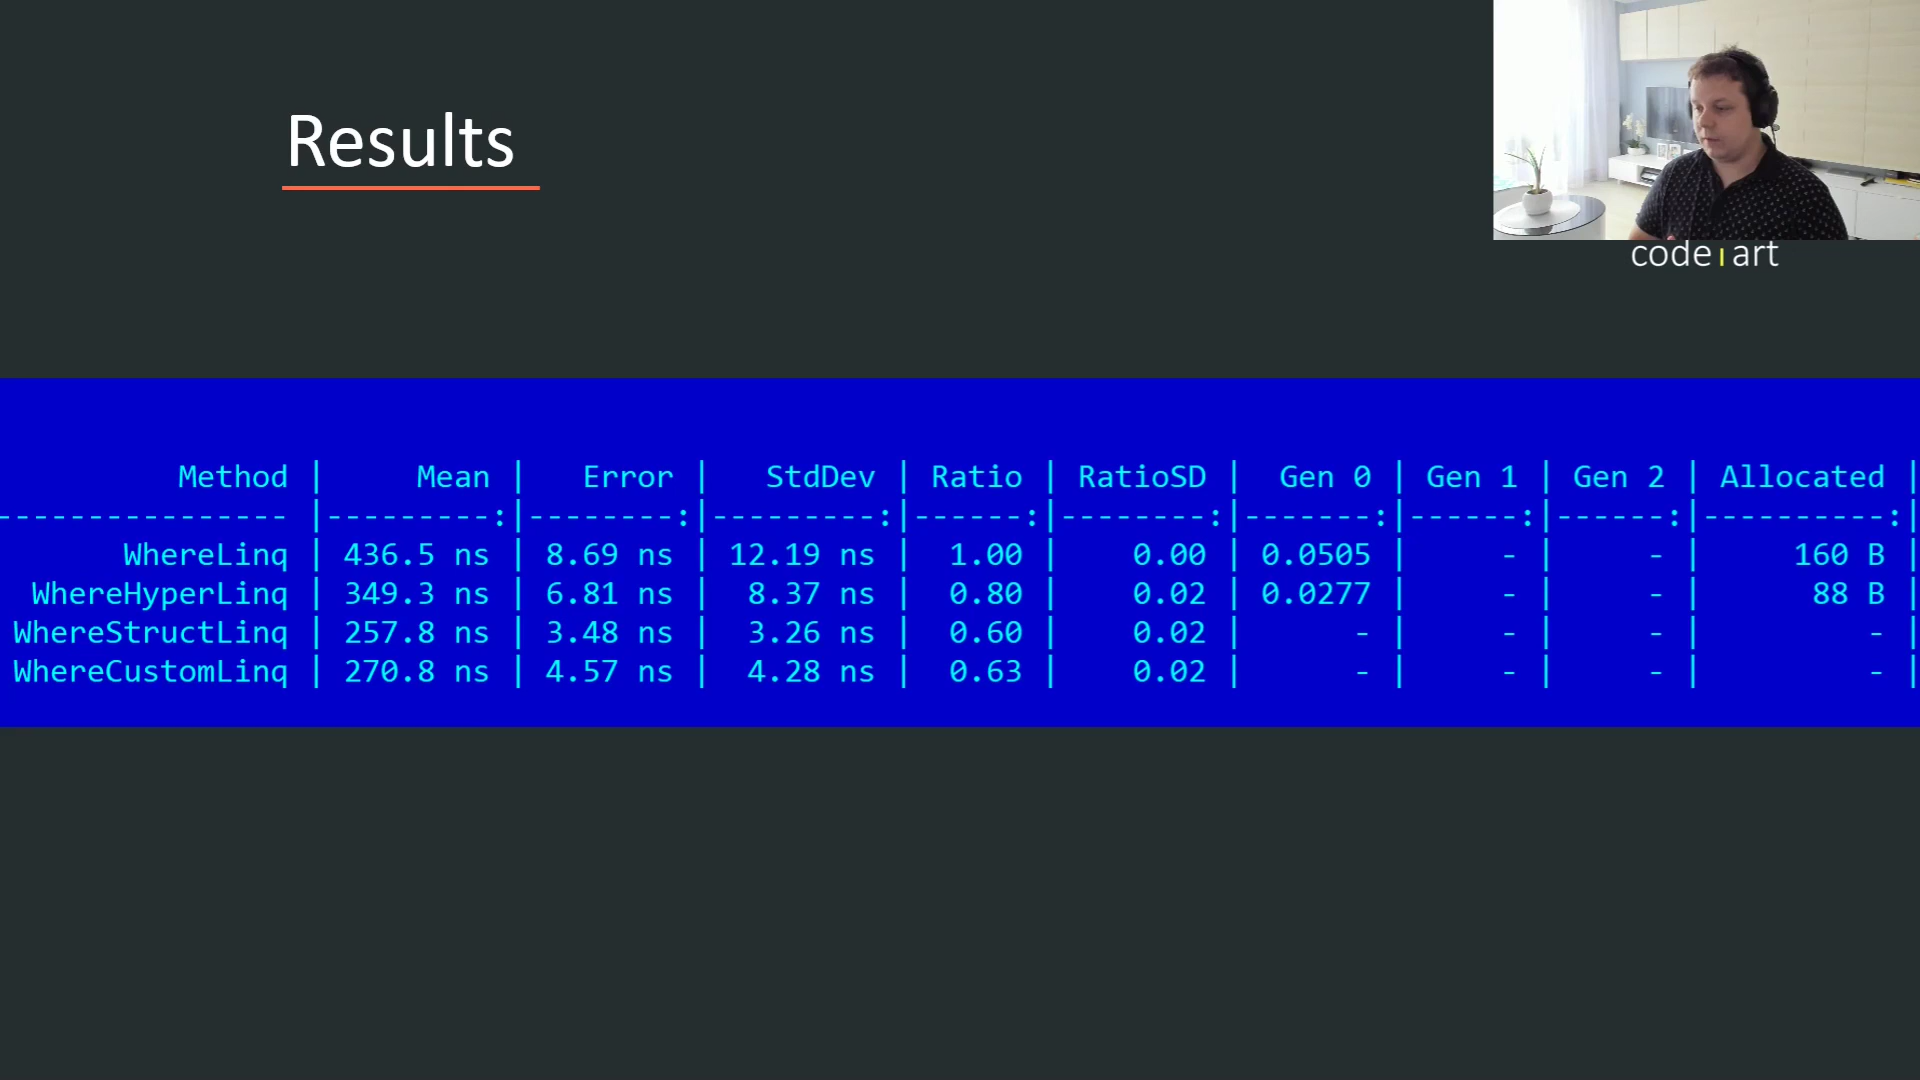 Results
code art
Method | Mean | Error | StdDev | Ratio | RatioSD | Gen 0 | Gen 1 | Gen 2 | Allocated |
---------------- |---------:|--------:|---------:|------:|--------:|-------:|------:|------:|----------:|
WhereLinq | 436.5 ns | 8.69 ns | 12.19 ns | 1.00 | 0.00 | 0.0505 | - | - | 160 B |
WhereHyperLinq | 349.3 ns | 6.81 ns | 8.37 ns | 0.80 | 0.02 | 0.0277 | - | - | 88 B |
WhereStructLinq | 257.8 ns | 3.48 ns | 3.26 ns | 0.60 | 0.02 | - | - | - | - |
WhereCustomLinq | 270.8 ns | 4.57 ns | 4.28 ns | 0.63 | 0.02 | - | - | - | - |